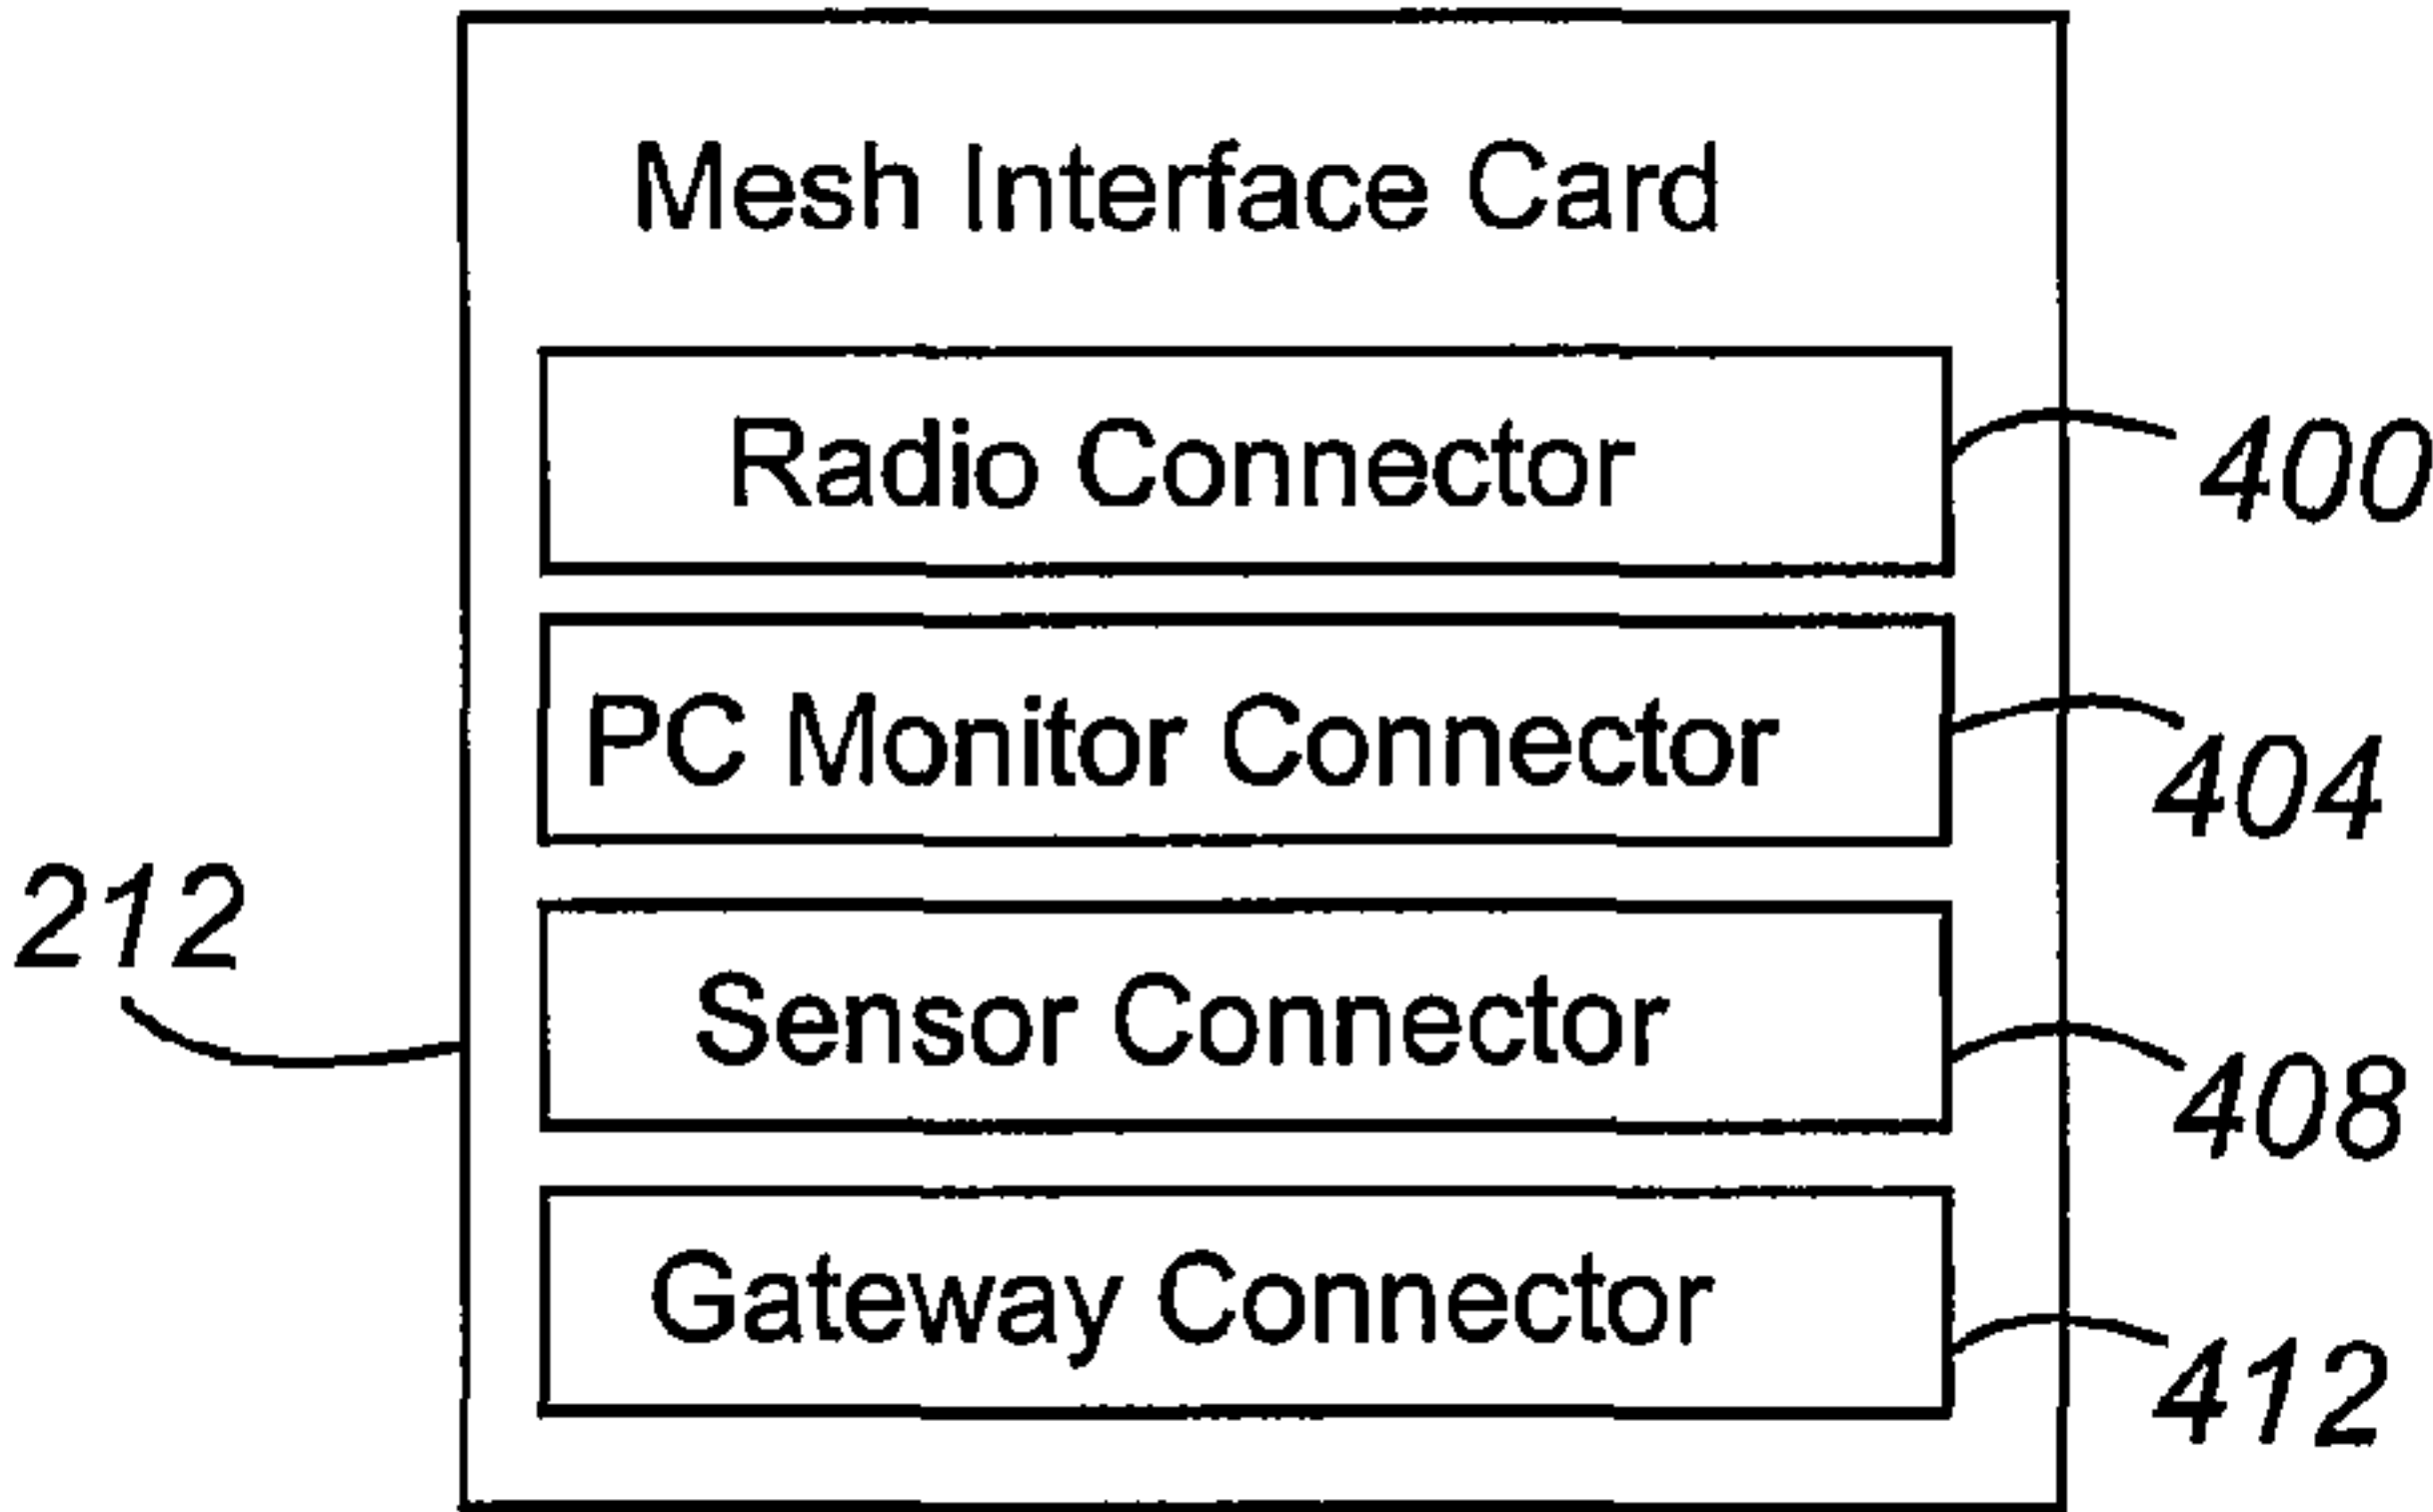 Mesh Interface Card
Radio Connector
400
PC Monitor Connector
404
212
Sensor Connector
408
Gateway Connector
412